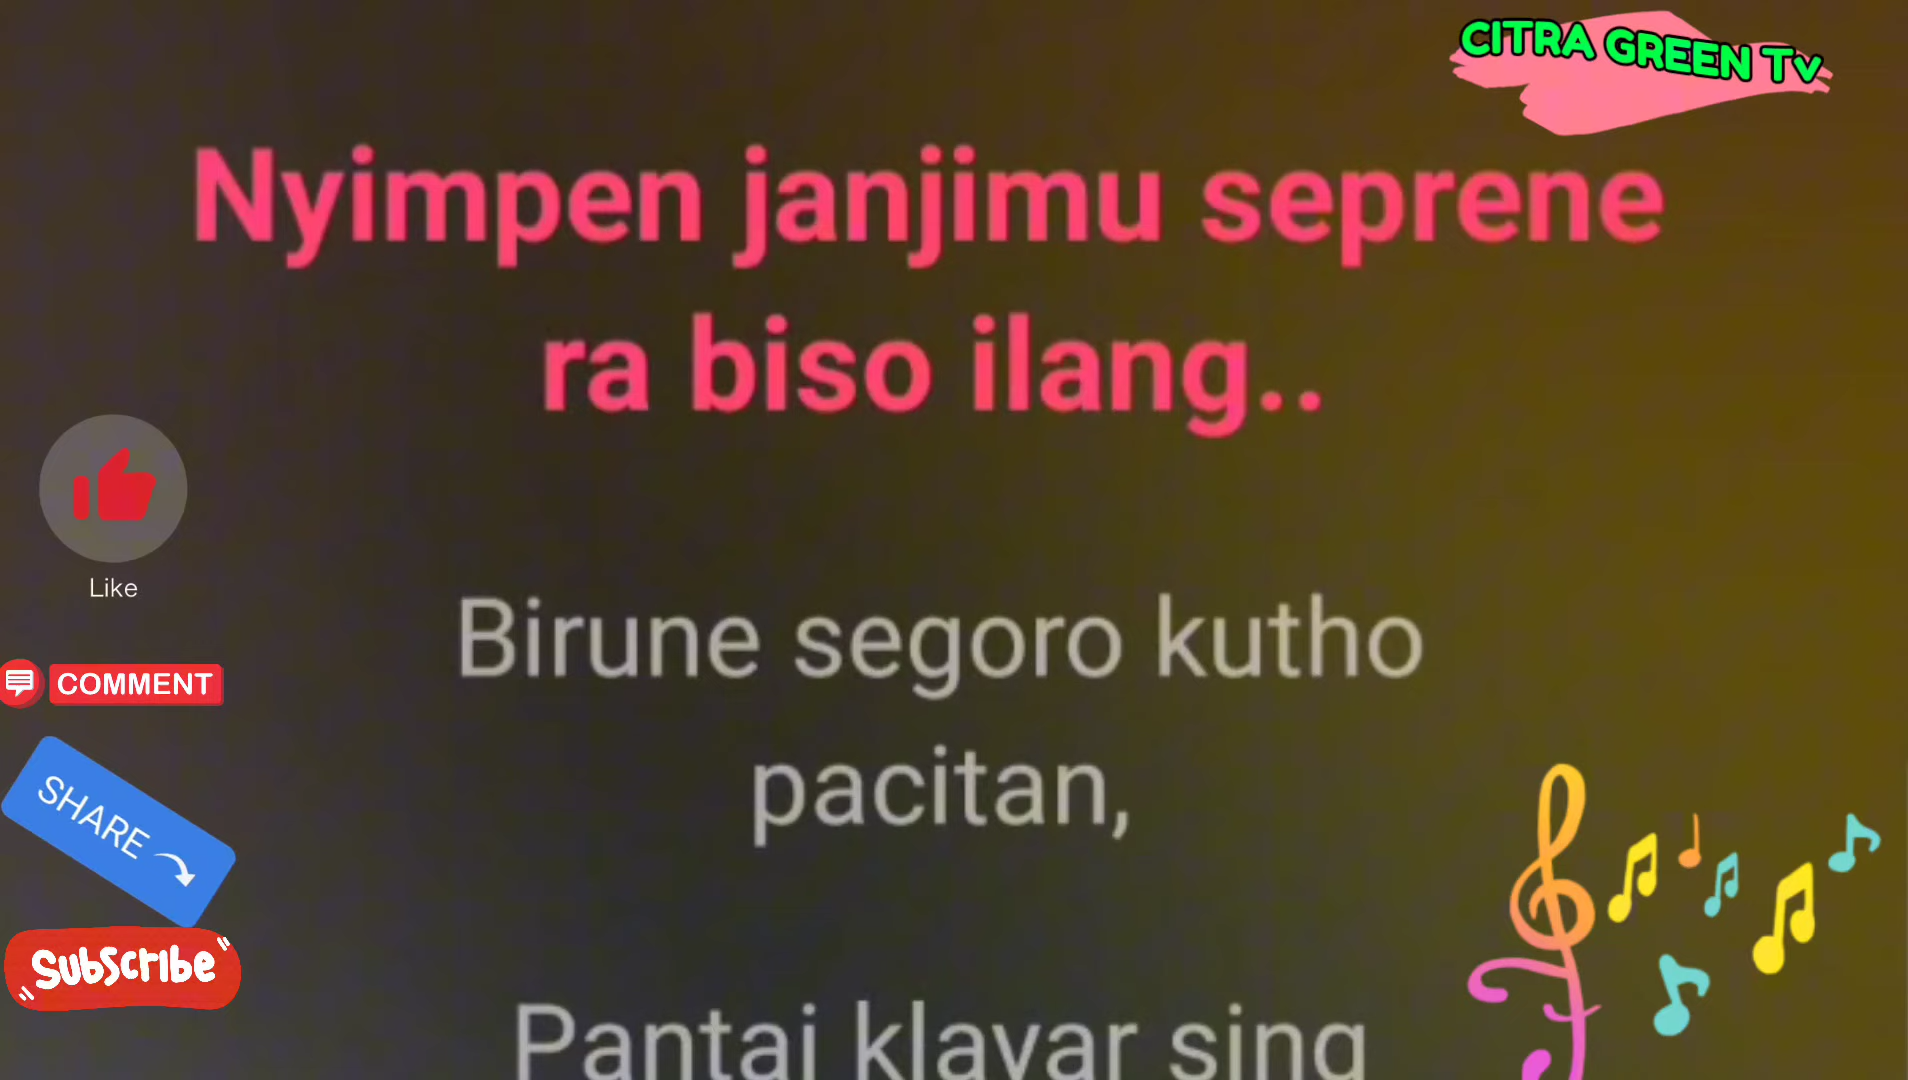 CITRA GREEN Tv
Nyimpen janjimu seprene
ra biso ilang..
Like
Birune segoro kutho
COMMENT
pacitan,
SHARE
Subscribe
Pantai klayar sing